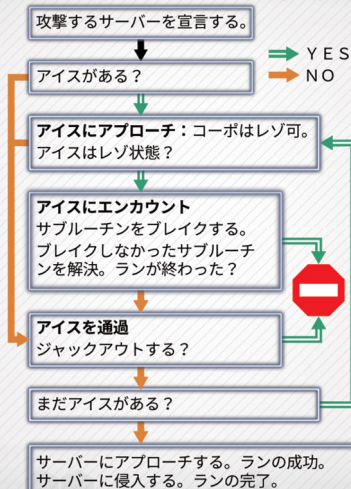 攻撃するサーバーを宣言する。
YES
アイスがある?
NO
アイスにアプローチ:コーポはレゾ可。
アイスはレゾ状態?
アイスにエンカウント
サブルーチンをブレイクする。
ブレイクしなかったサブルーチ
ンを解決。ランが終わった?
アイスを通過
ジャックアウトする?
まだアイスがある?
サーバーにアプローチする。ランの成功。
サーバーに侵入する。ランの完了。